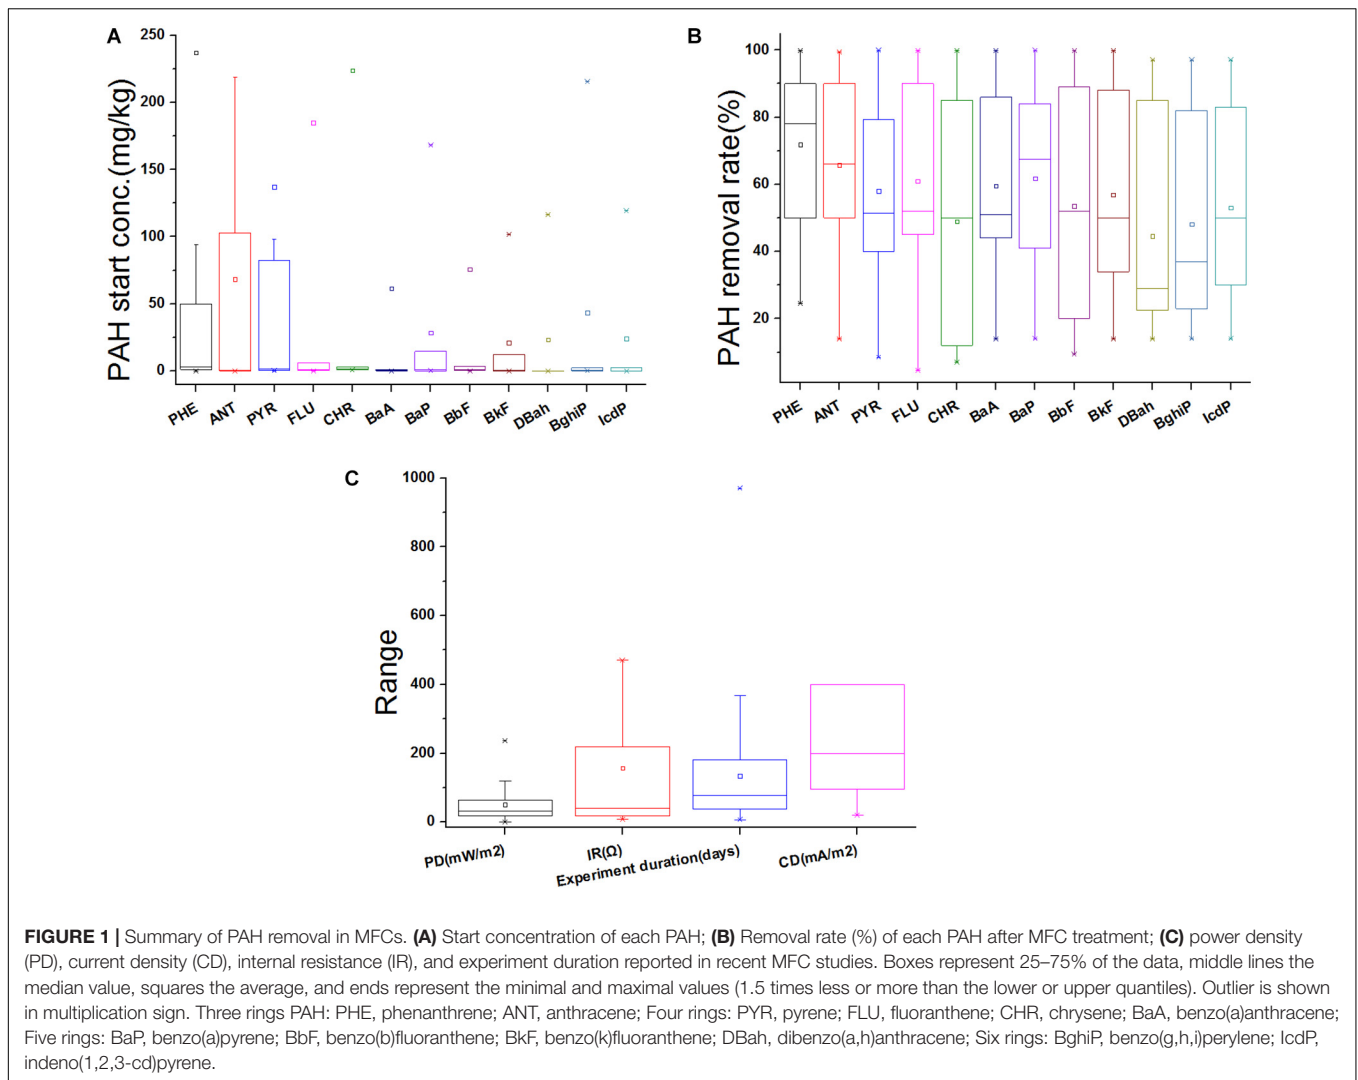 A
PAH start conc.(mg/kg)
250
200
150
100
50
0
PHE
ANT
PYR
FLU
CHR
BaA
BaP
BbF
BkF
DBah
BghiP
IcdP
B
PAH removal rate(%)
100
80
60
40
20
PHE
ANT
PYR
FLU
CHR
BaA
BaP
BbF
BkF
DBah
BghiP
IcdP
C
Range
1000
800
600
400
200
0
PD(mW/m2)
IR(Ω)
Experiment duration(days)
CD(mA/m2)
FIGURE 1 | Summary of PAH removal in MFCs. (A) Start concentration of each PAH; (B) Removal rate (%) of each PAH after MFC treatment; (C) power density
(PD), current density (CD), internal resistance (IR), and experiment duration reported in recent MFC studies. Boxes represent 25–75% of the data, middle lines the
median value, squares the average, and ends represent the minimal and maximal values (1.5 times less or more than the lower or upper quantiles). Outlier is shown
in multiplication sign. Three rings PAH: PHE, phenanthrene; ANT, anthracene; Four rings: PYR, pyrene; FLU, fluoranthene; CHR, chrysene; BaA, benzo(a)anthracene;
Five rings: BaP, benzo(a)pyrene; BbF, benzo(b)fluoranthene; BkF, benzo(k)fluoranthene; DBah, dibenzo(a,h)anthracene; Six rings: BghiP, benzo(g,h,i)perylene; IcdP,
indeno(1,2,3-cd)pyrene.